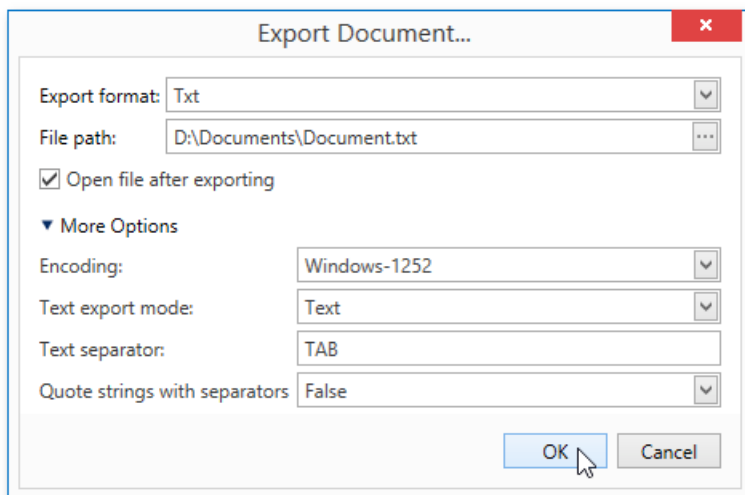 Export Document...
Export format: Txt
File path: D:\Documents\Document.txt ...
Open file after exporting
More Options
Encoding: Windows-1252
Text export mode: Text
Text separator: TAB
Quote strings with separators False
OK Cancel